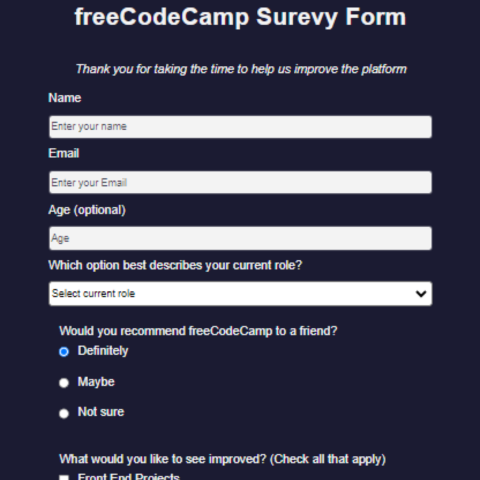 freeCodeCamp Surevy Form
Thank you for taking the time to help us improve the platform
Name
Enter your name
Email
Enter your Email
Age (optional)
Age
Which option best describes your current role?
Select current role
Would you recommend freeCodeCamp to a friend?
Definitely
Maybe
Not sure
What would you like to see improved? (Check all that apply)
Front End Projects